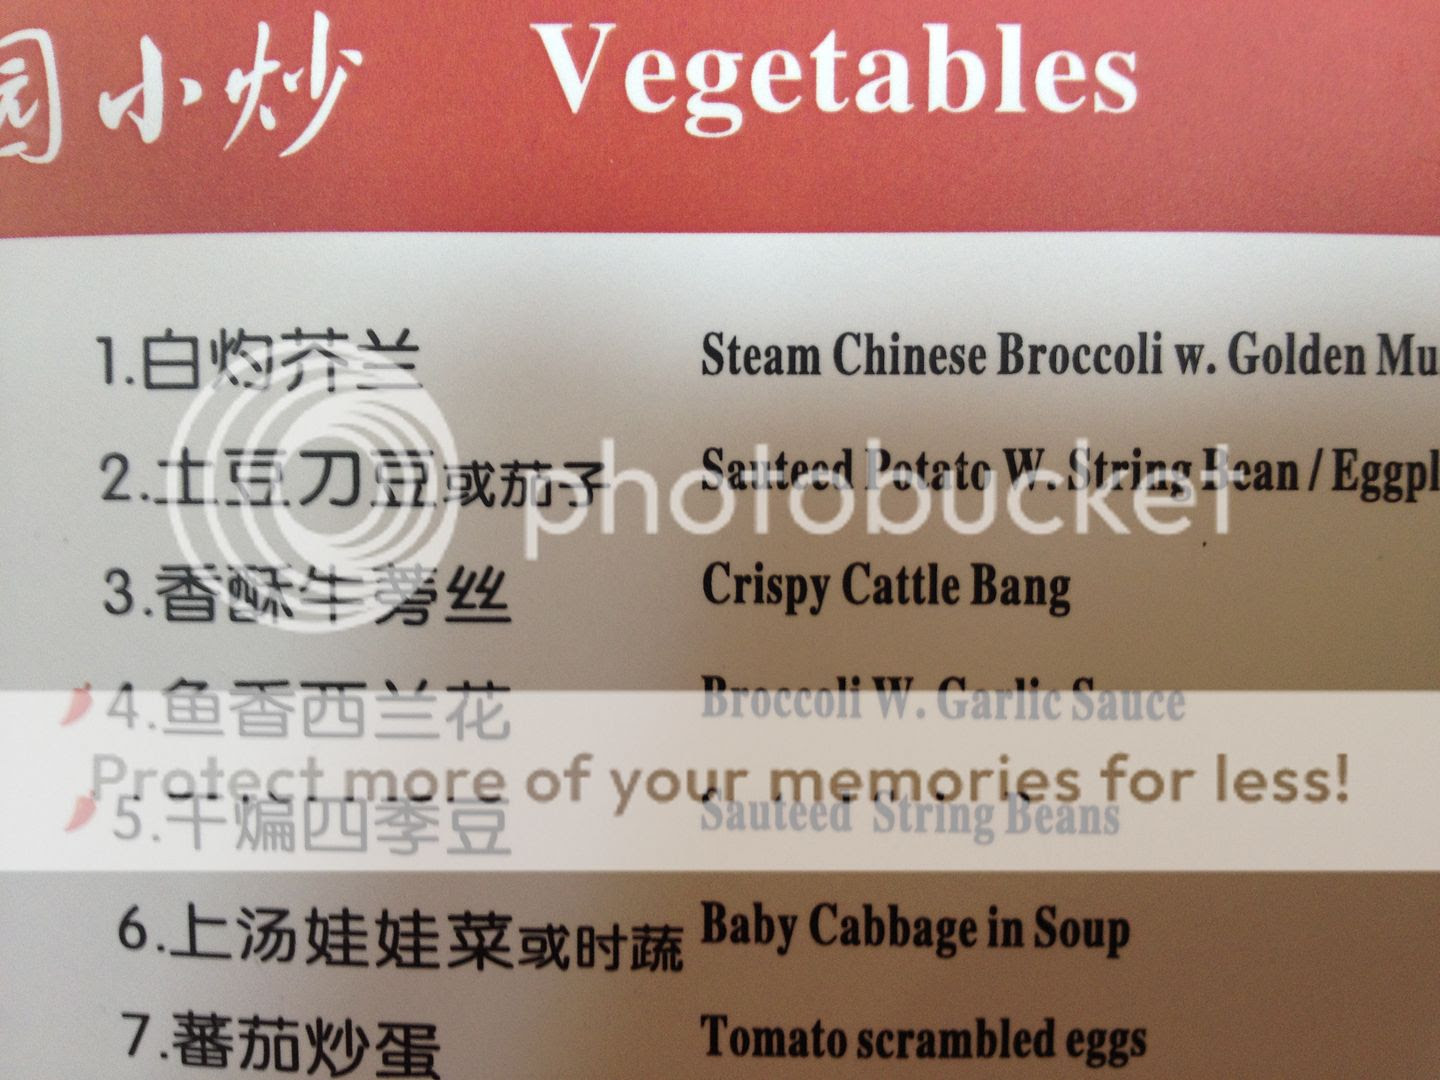 园小炒 Vegetables
1.白灼芥兰 Steam Chinese Broccoli w. Golden Mu
2.土豆刀豆或茄子 Sauteed Potato W. String Bean / Eggpl
3.香酥牛蒡丝 Crispy Cattle Bang
4.鱼香西兰花 Broccoli W. Garlic Sauce
5.干煸四季豆 Sauteed String Beans
6.上汤娃娃菜或时蔬 Baby Cabbage in Soup
7.蕃茄炒蛋 Tomato scrambled eggs
photobucket
Protect more of your memories for less!